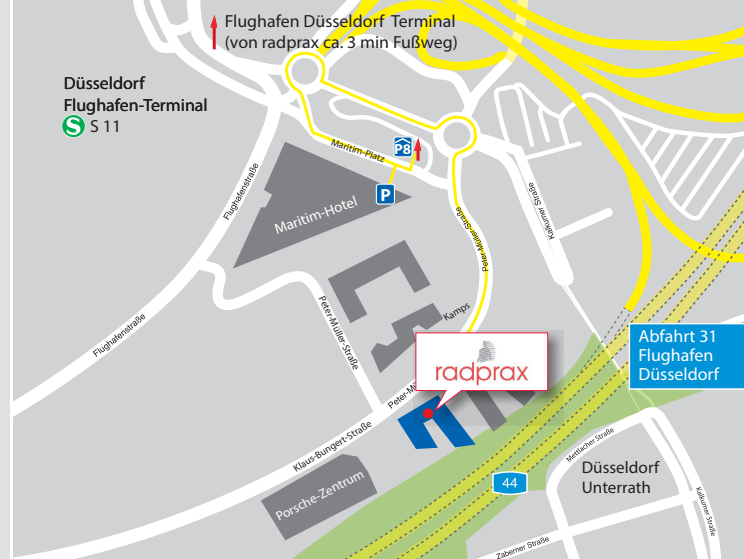 Flughafen Düsseldorf Terminal
(von radprax ca. 3 min Fußweg)
Düsseldorf
Flughafen-Terminal
S S 11
Maritim-Platz
P8
P
Flughafenstraße
Maritim-Hotel
Kalkumer Straße
Peter-Müller-Straße
Peter-Müller-Straße
Kamps
Flughafenstraße
radprax
Abfahrt 31
Flughafen
Düsseldorf
Peter-Mü
Klaus-Bungert-Straße
Porsche-Zentrum
44
Mettlacher Straße
Düsseldorf
Unterrath
Kalkumer Straße
Zaberner Straße